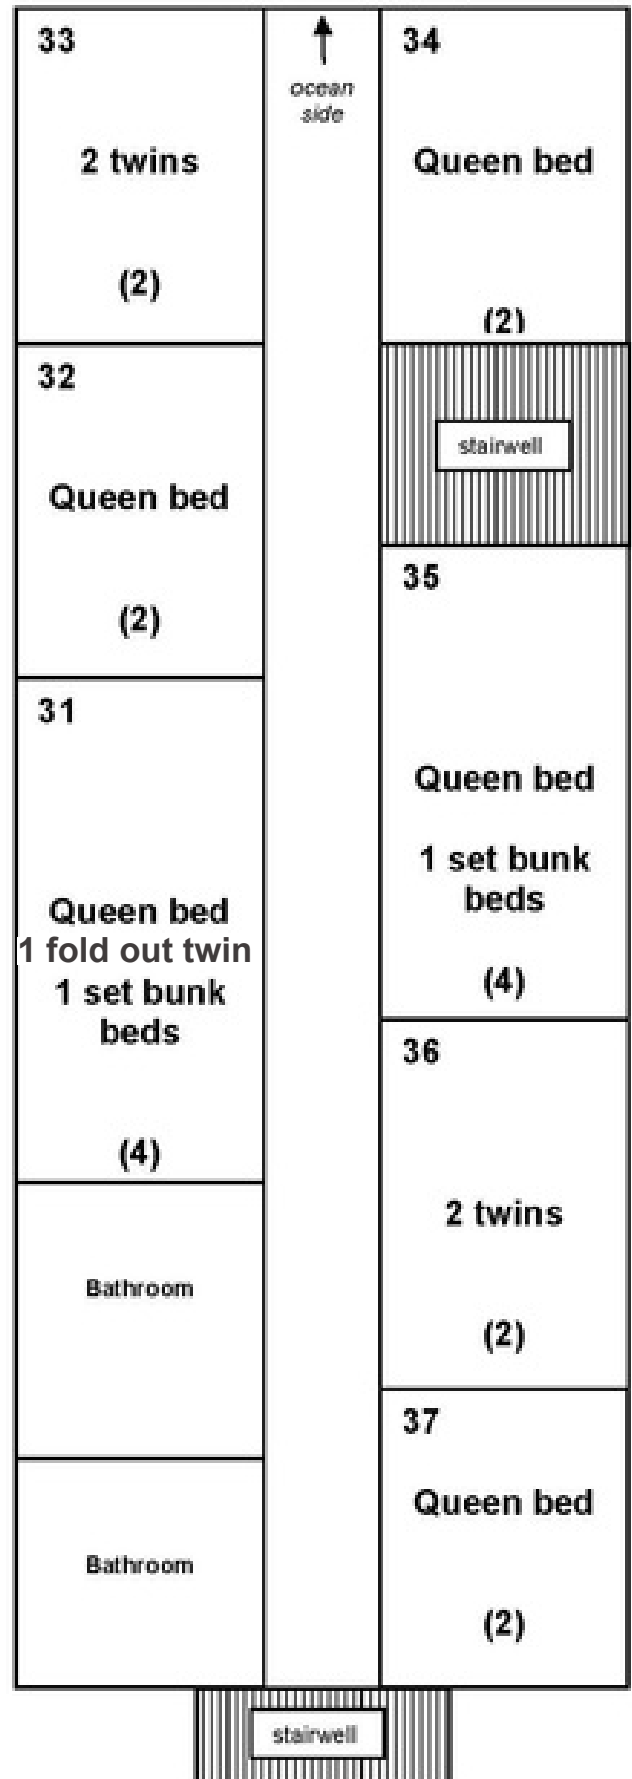 33
2 twins
(2)
32
Queen bed
(2)
31
Queen bed
1 fold out twin
1 set bunk
beds
(4)
Bathroom
Bathroom
ocean
side
34
Queen bed
(2)
stairwell
35
Queen bed
1 set bunk
beds
(4)
36
2 twins
(2)
37
Queen bed
(2)
stairwell